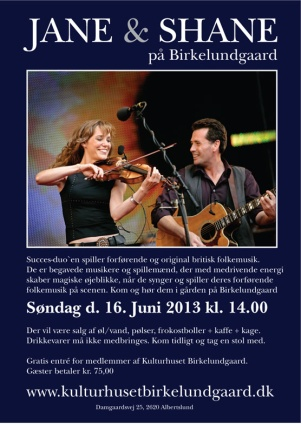 JANE & SHANE
på Birkelundgaard
Succes-duo`en spiller forførende og original britisk folkemusik.
De er begavede musikere og spillemænd, der med medrivende energi
skaber magiske øjeblikke, når de synger og spiller deres forførende
folkemusik på scenen. Kom og hør dem i gården på Birkelundgaard
Søndag d. 16. Juni 2013 kl. 14.00
Der vil være salg af øl/vand, pølser, frokostboller + kaffe + kage.
Drikkevarer må ikke medbringes. Kom tidligt og tag en stol med.
Gratis entré for medlemmer af Kulturhuset Birkelundgaard.
Gæster betaler kr. 75,00
www.kulturhusetbirkelundgaard.dk
Damgaardsvej 25, 2620 Albertslund